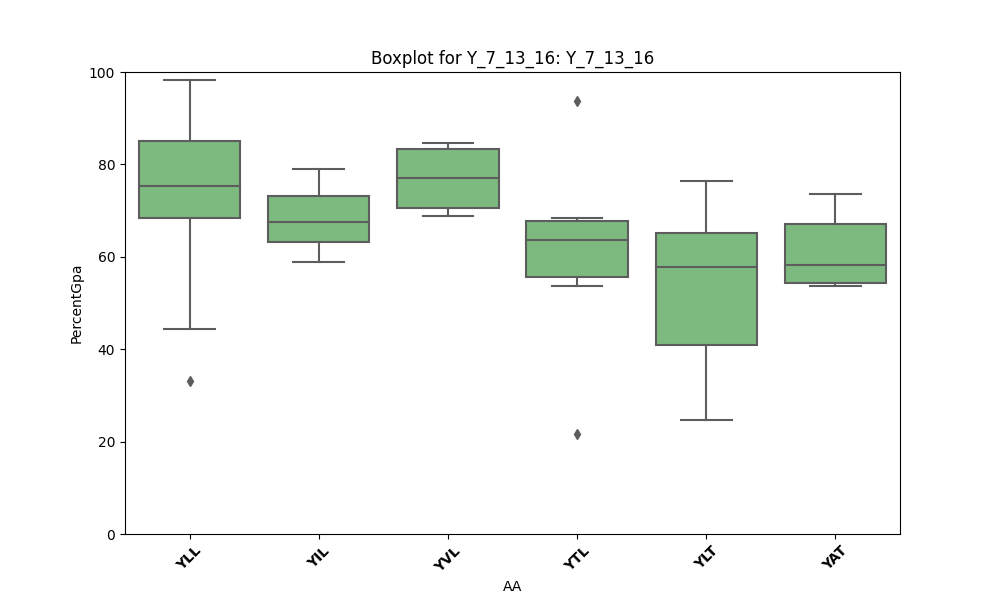 Boxplot for Y_7_13_16: Y_7_13_16
100
80
60
40
20
0
PercentGpa
YLL
YIL
YVL
YTL
YLT
YAT
AA